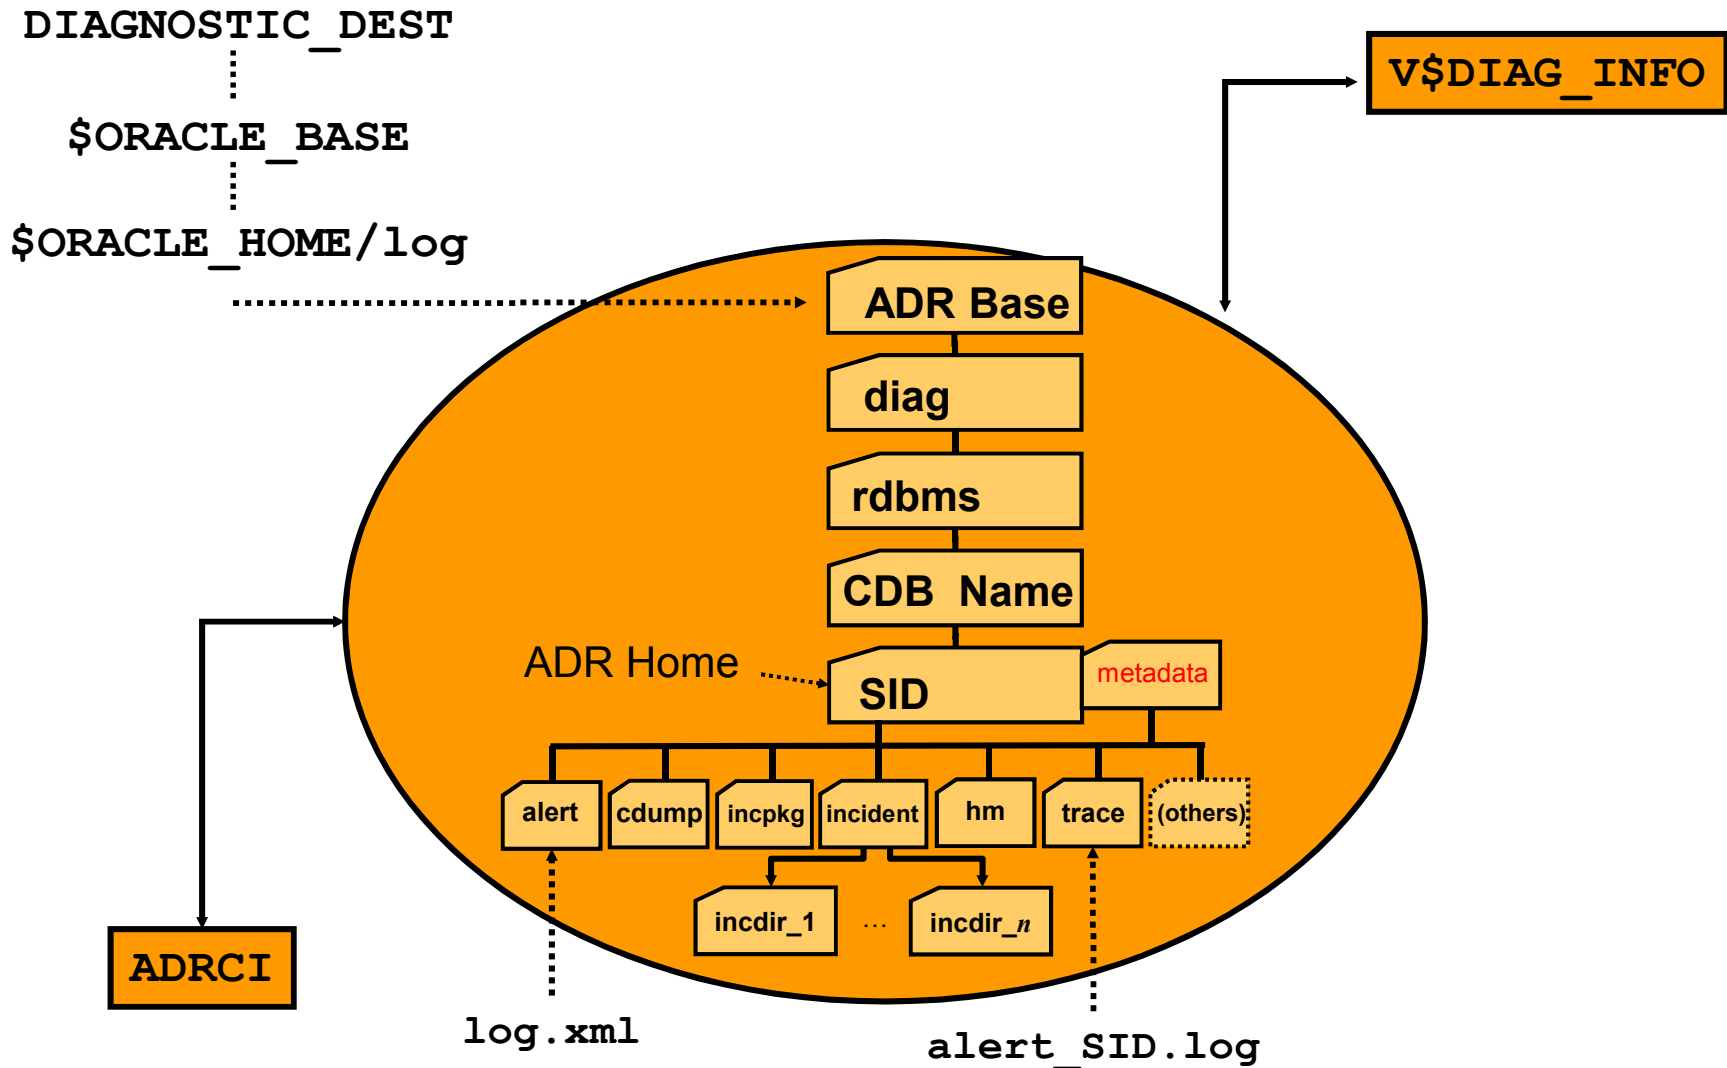 DIAGNOSTIC_DEST
$ORACLE_BASE
$ORACLE_HOME/log
V$DIAG_INFO
ADR Base
diag
rdbms
CDB Name
ADR Home
SID
metadata
alert
cdump
incpkg
incident
hm
trace
(others)
incdir_1
...
incdir_n
ADRCI
log.xml
alert_SID.log